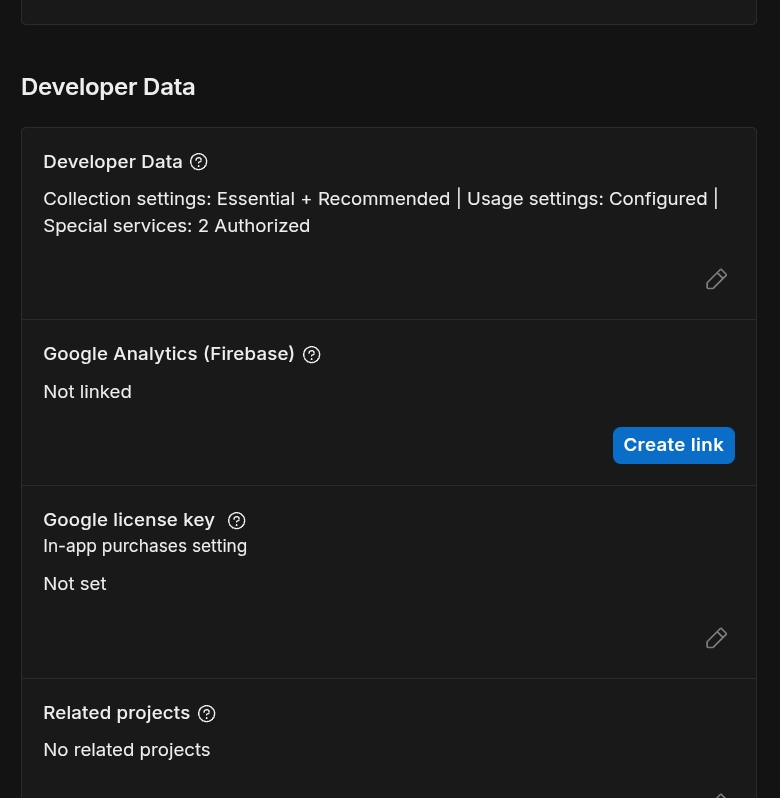 Developer Data
Developer Data
Collection settings: Essential + Recommended | Usage settings: Configured |
Special services: 2 Authorized
Google Analytics (Firebase)
Not linked
Create link
Google license key
In-app purchases setting
Not set
Related projects
No related projects